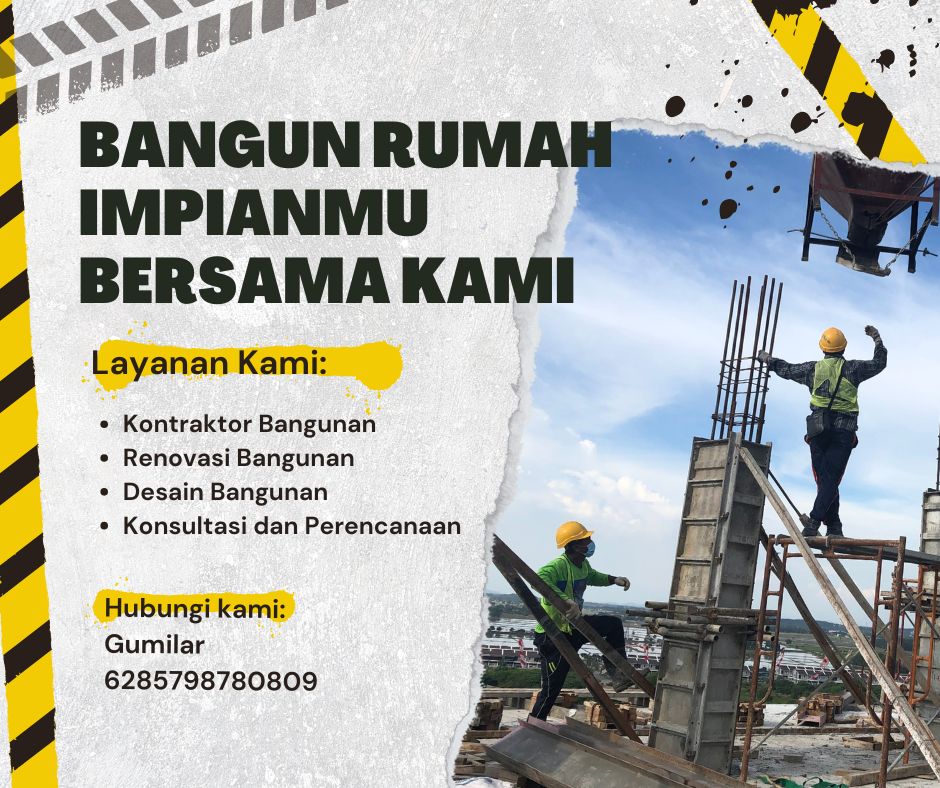 BANGUN RUMAH
IMPIANMU
BERSAMA KAMI
Layanan Kami:
• Kontraktor Bangunan
• Renovasi Bangunan
• Desain Bangunan
• Konsultasi dan Perencanaan
Hubungi kami:
Gumilar
6285798780809